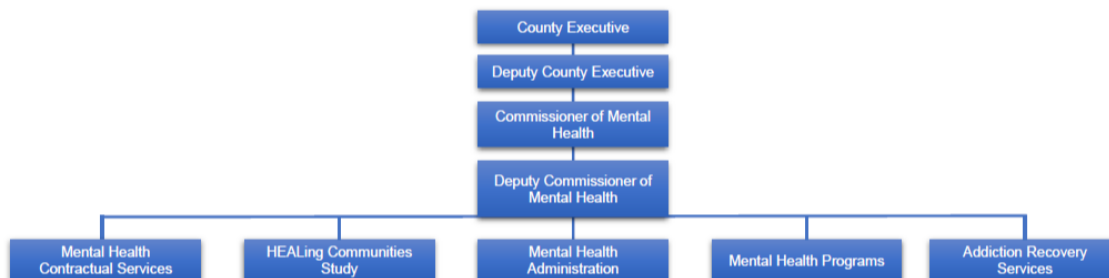 County Executive
Deputy County Executive
Commissioner of Mental
Health
Deputy Commissioner of
Mental Health
Mental Health
Contractual Services
HEALing Communities
Study
Mental Health
Administration
Mental Health Programs
Addiction Recovery
Services